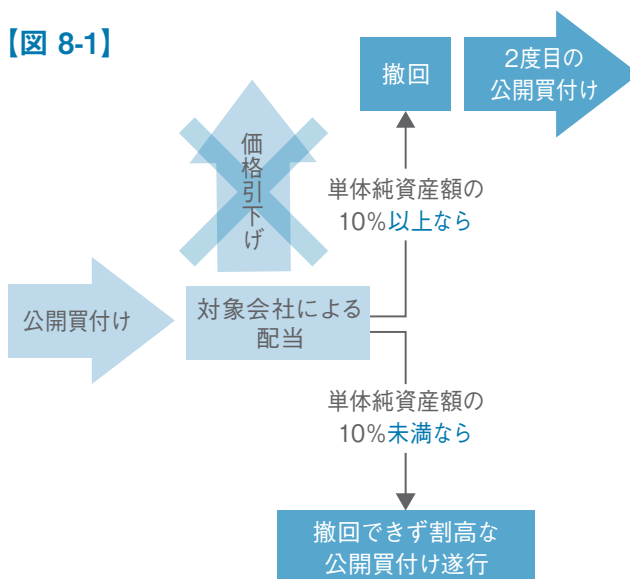 【図 8-1】
撤回
2度目の
公開買付け
価格引下げ
単体純資産額の
10%以上なら
公開買付け
対象会社による
配当
単体純資産額の
10%未満なら
撤回できず割高な
公開買付け遂行